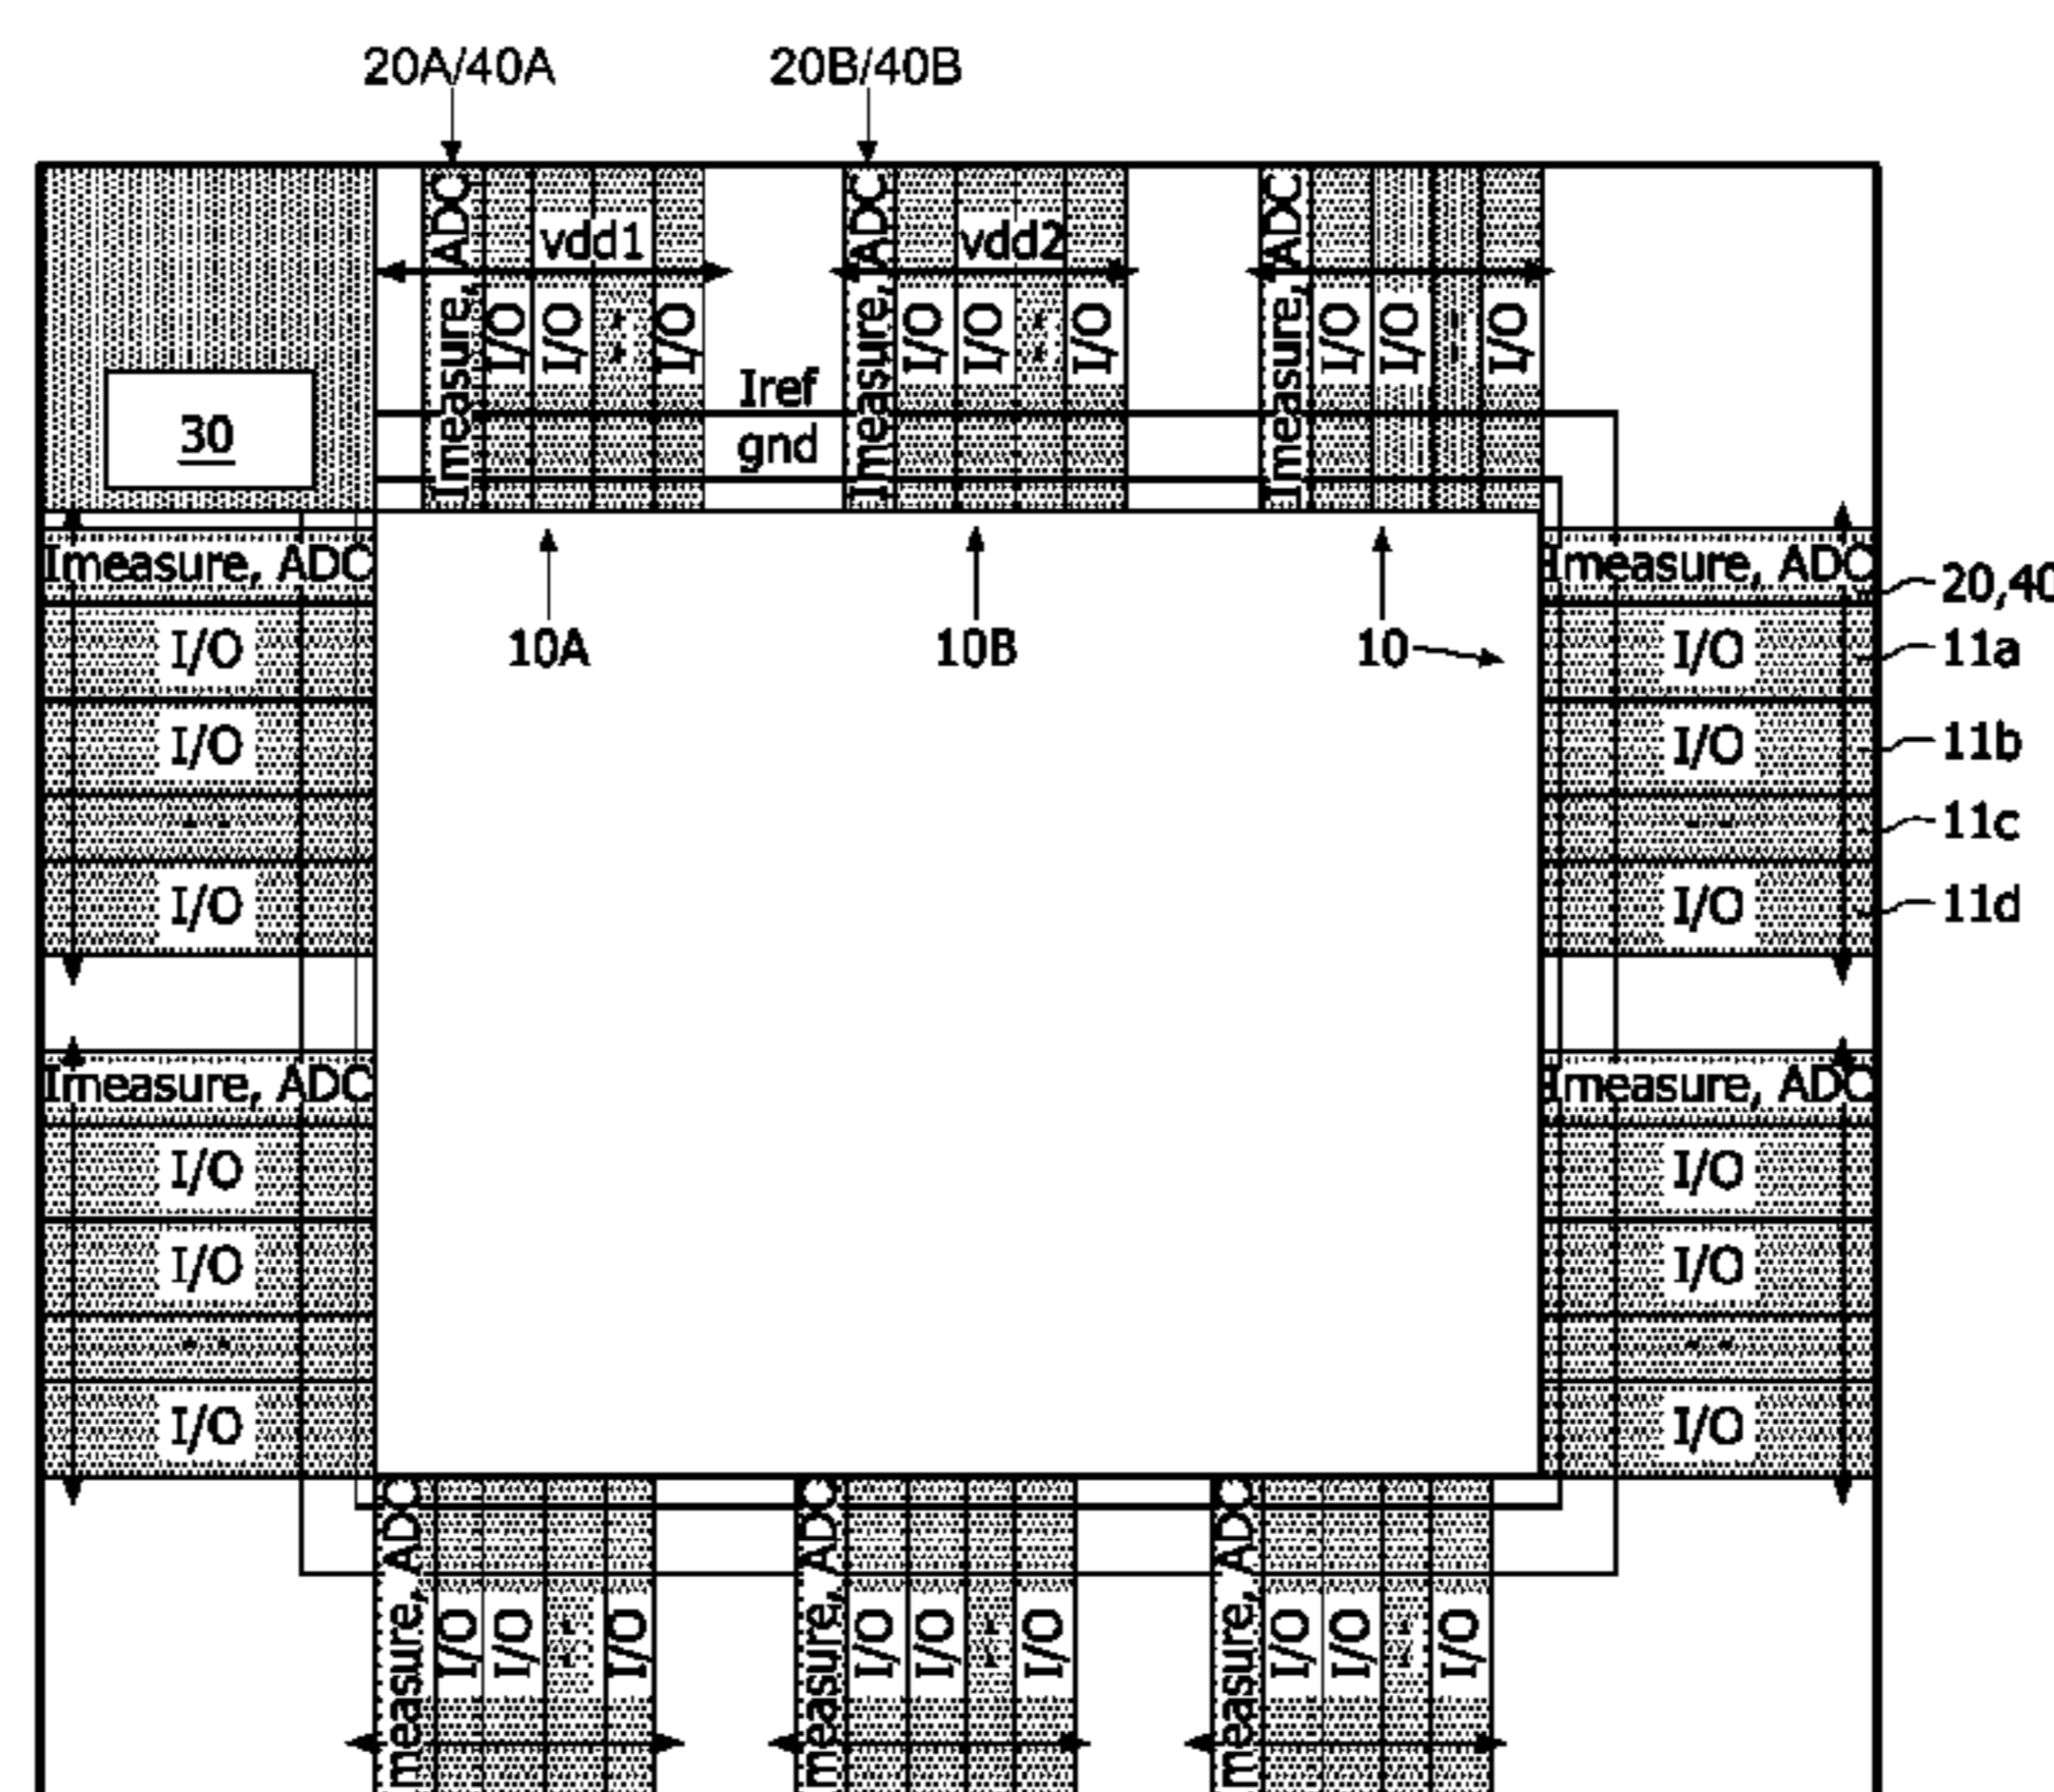 20A/40A 20B/40B
Imeasure, ADC I/O I/O -- I/O vdd1
Imeasure, ADC I/O I/O -- I/O vdd2
Imeasure, ADC I/O I/O -- I/O
Iref
gnd
30
10A 10B 10
Imeasure, ADC
I/O
I/O
--
I/O
Imeasure, ADC
I/O
I/O
--
I/O
Imeasure, ADC 20,40
I/O 11a
I/O 11b
-- 11c
I/O 11d
Imeasure, ADC
I/O
I/O
--
I/O
Imeasure, ADC I/O I/O -- I/O
Imeasure, ADC I/O I/O -- I/O
Imeasure, ADC I/O I/O -- I/O